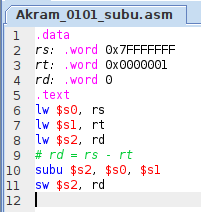 Akram_0101_subu.asm
1 .data
2 rs: .word 0x7FFFFFFF
3 rt: .word 0x0000001
4 rd: .word 0
5 .text
6 lw $s0, rs
7 lw $s1, rt
8 lw $s2, rd
9 # rd = rs - rt
10 subu $s2, $s0, $s1
11 sw $s2, rd
12